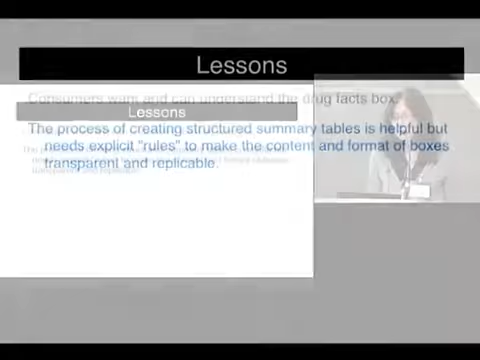 Lessons
Consumers want and can understand the drug facts box.
Lessons
The process of creating structured summary tables is helpful but
needs explicit "rules" to make the content and format of boxes
transparent and replicable.